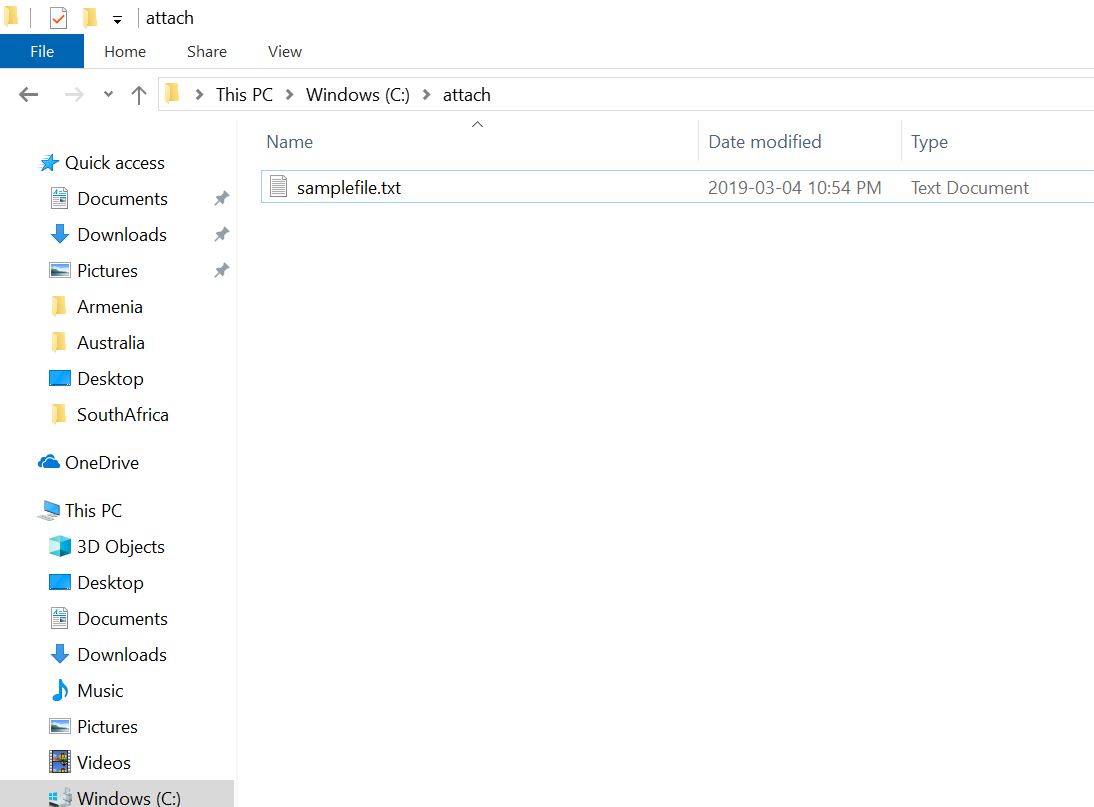 attach
File Home Share View
This PC Windows (C:) attach
Name Date modified Type
samplefile.txt 2019-03-04 10:54 PM Text Document
Quick access
Documents
Downloads
Pictures
Armenia
Australia
Desktop
SouthAfrica
OneDrive
This PC
3D Objects
Desktop
Documents
Downloads
Music
Pictures
Videos
Windows (C:)